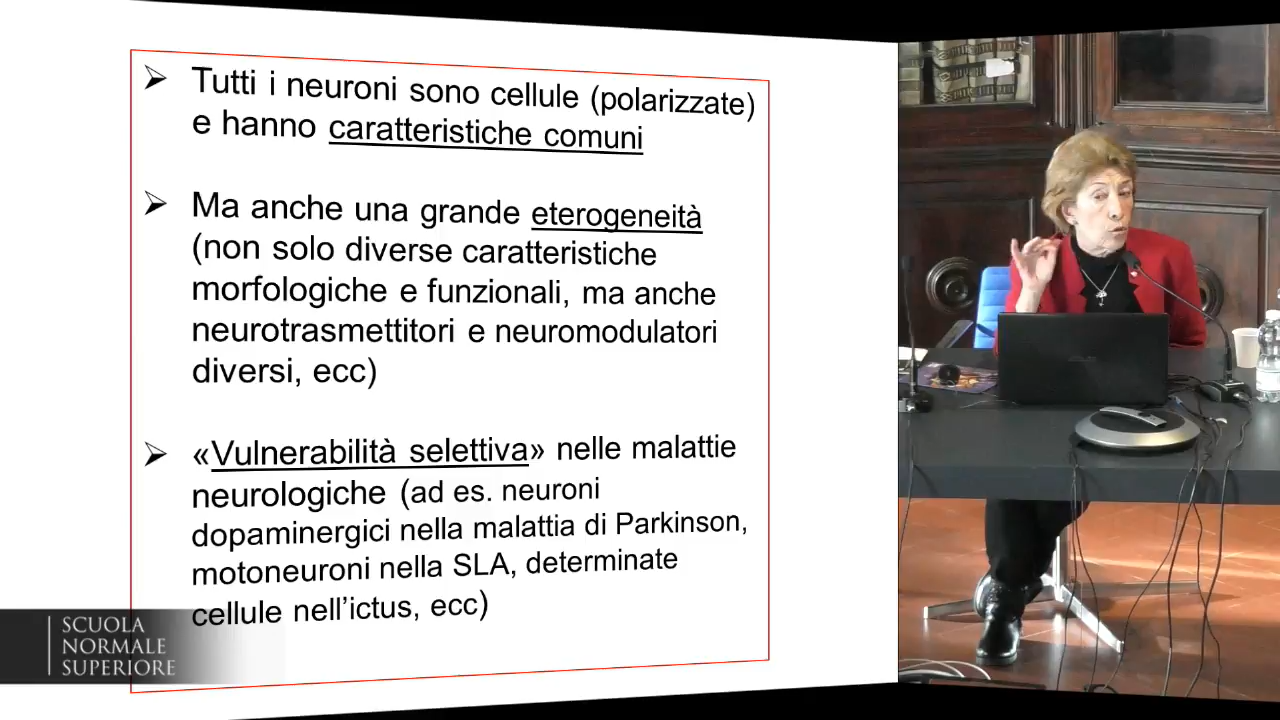 Tutti i neuroni sono cellule (polarizzate)
e hanno caratteristiche comuni
Ma anche una grande eterogeneità
(non solo diverse caratteristiche
morfologiche e funzionali, ma anche
neurotrasmettitori e neuromodulatori
diversi, ecc)
«Vulnerabilità selettiva» nelle malattie
neurologiche (ad es. neuroni
dopaminergici nella malattia di Parkinson,
motoneuroni nella SLA, determinate
cellule nell'ictus, ecc)
SCUOLA
NORMALE
SUPERIORE